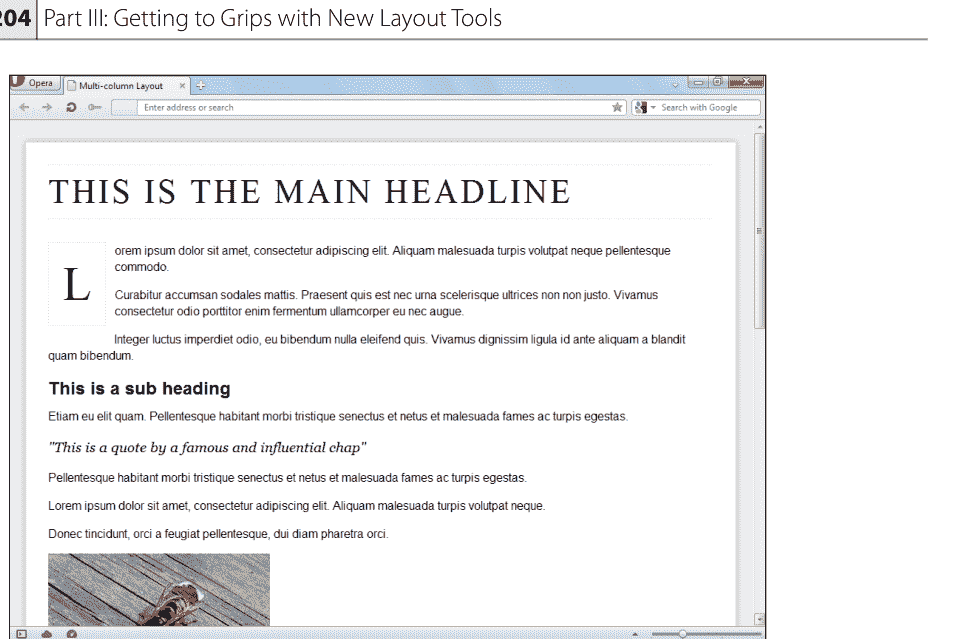 204 Part III: Getting to Grips with New Layout Tools
Opera
Multi-column Layout
Enter address or search
Search with Google
THIS IS THE MAIN HEADLINE
L
orem ipsum dolor sit amet, consectetur adipiscing elit. Aliquam malesuada turpis volutpat neque pellentesque
commodo.
Curabitur accumsan sodales mattis. Praesent quis est nec urna scelerisque ultrices non non justo. Vivamus
consectetur odio porttitor enim fermentum ullamcorper eu nec augue.
Integer luctus imperdiet odio, eu bibendum nulla eleifend quis. Vivamus dignissim ligula id ante aliquam a blandit
quam bibendum.
This is a sub heading
Etiam eu elit quam. Pellentesque habitant morbi tristique senectus et netus et malesuada fames ac turpis egestas.
"This is a quote by a famous and influential chap"
Pellentesque habitant morbi tristique senectus et netus et malesuada fames ac turpis egestas.
Lorem ipsum dolor sit amet, consectetur adipiscing elit. Aliquam malesuada turpis volutpat neque.
Donec tincidunt, orci a feugiat pellentesque, dui diam pharetra orci.